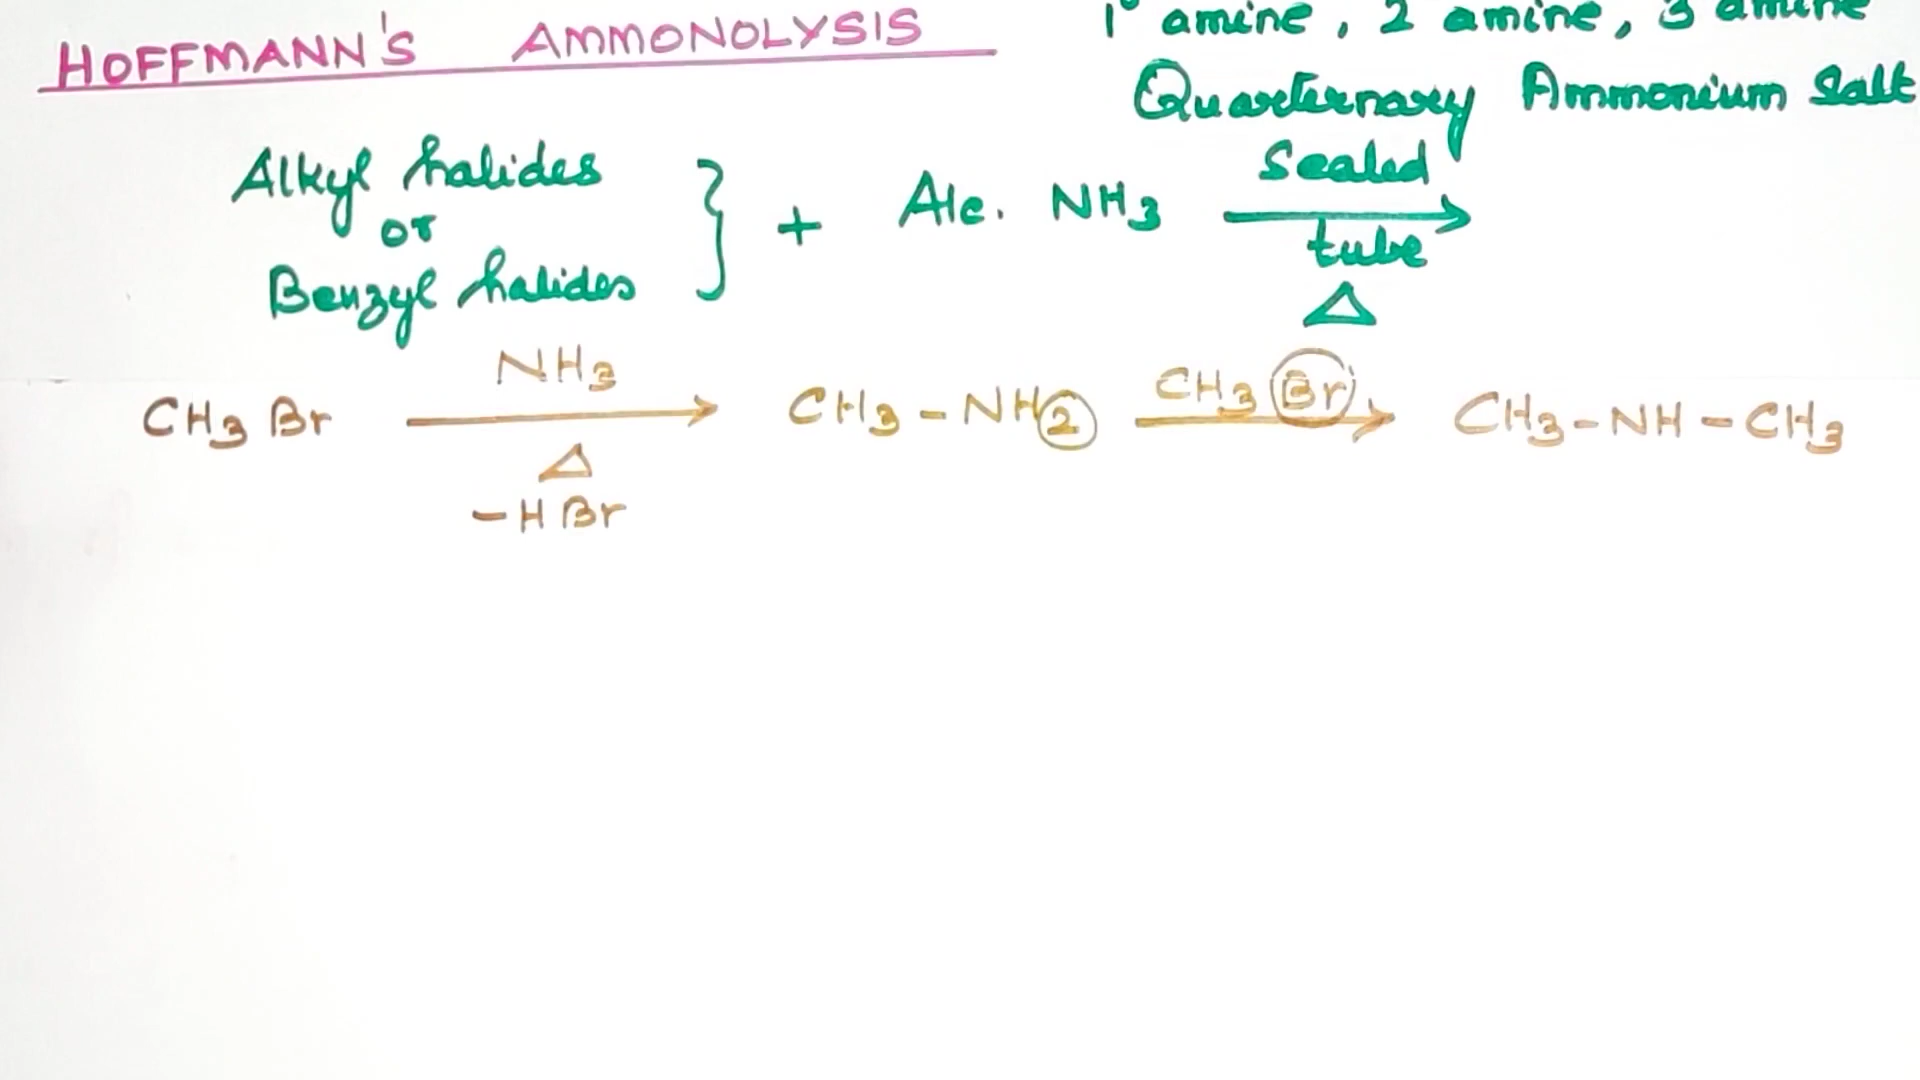 HOFFMANN'S AMMONOLYSIS
1° amine, 2 amine, 3 amine
Quarternary Ammonium Salt
Alkyl halides
or
Benzyl halides
} + Alc. NH3
Sealed
tube
Δ
CH3 Br NH3 CH3-NH2 CH3 Br CH3-NH-CH3
Δ
-HBr